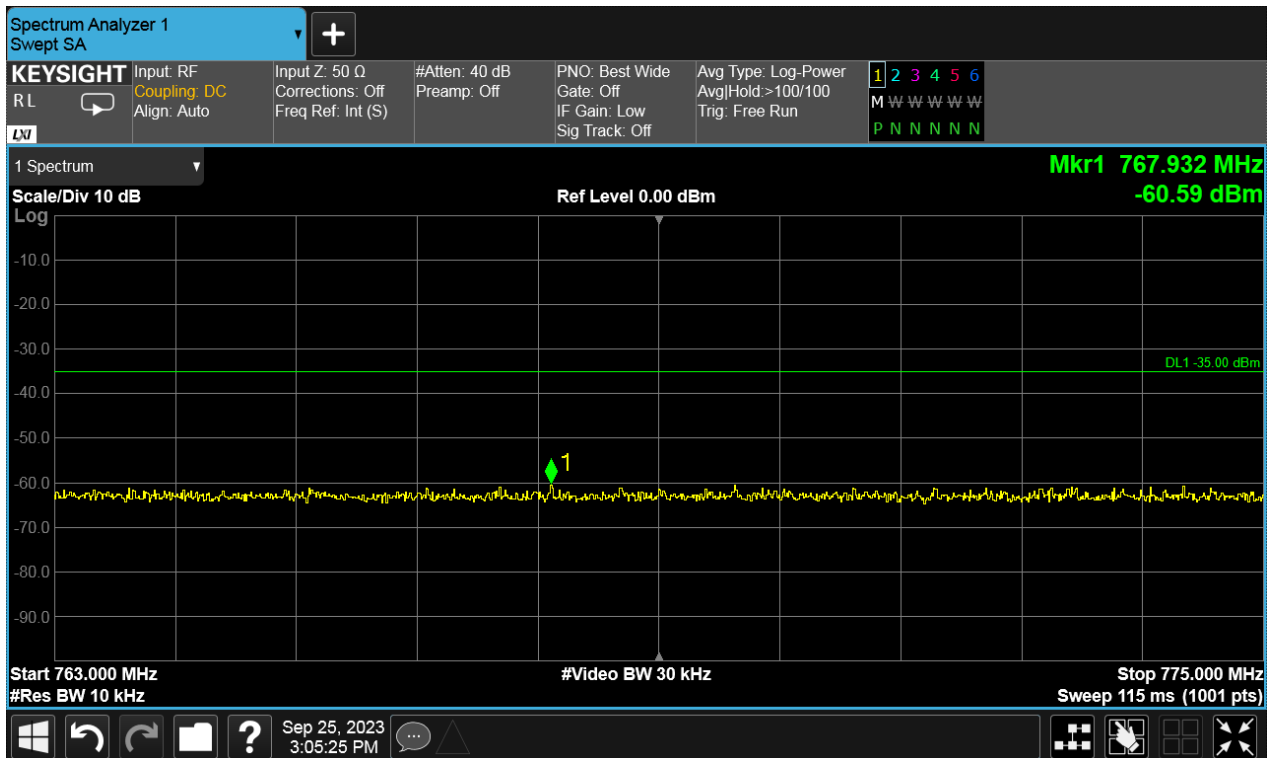 Spectrum Analyzer 1
Swept SA
▼
+
KEYSIGHT
R L
LXI
Input: RF
Coupling: DC
Align: Auto
Input Z: 50 Ω
Corrections: Off
Freq Ref: Int (S)
#Atten: 40 dB
Preamp: Off
PNO: Best Wide
Gate: Off
IF Gain: Low
Sig Track: Off
Avg Type: Log-Power
Avg|Hold:>100/100
Trig: Free Run
1 2 3 4 5 6
M W W W W W
P N N N N N
1 Spectrum ▼
Scale/Div 10 dB
Log
Ref Level 0.00 dBm
Mkr1 767.932 MHz
-60.59 dBm
-10.0
-20.0
-30.0
DL1 -35.00 dBm
-40.0
-50.0
1
-60.0
-70.0
-80.0
-90.0
Start 763.000 MHz
#Res BW 10 kHz
#Video BW 30 kHz
Stop 775.000 MHz
Sweep 115 ms (1001 pts)
?
Sep 25, 2023
3:05:25 PM